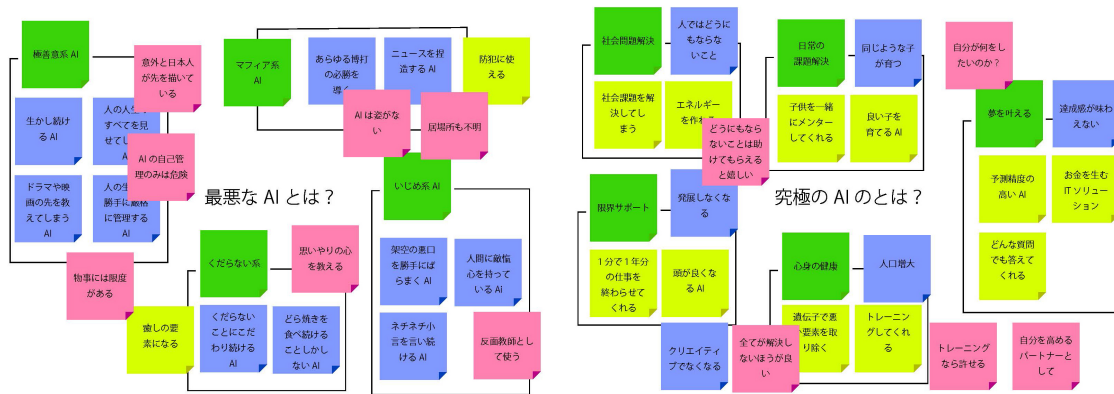 極善意系 AI
意外と日本人
が先を描いて
いる
生かし続け
る AI
人の人生
すべてを見
せてし
A
AI の自己管
理のみは危険
ドラマや映
画の先を教
えてしまう
AI
人の生
勝手に厳格
に管理する
AI
物事には限度
がある
最悪な AI とは？
マフィア系
AI
あらゆる博打
の必勝を
導く
ニュースを捏
造する AI
防犯に使
える
AI は姿がな
い
居場所も不明
いじめ系 AI
架空の悪口
を勝手にば
らまく AI
人間に敵愾
心を持って
いる Ai
ネチネチ小
言を言い続
ける AI
反面教師とし
て使う
くだらない系
思いやりの心
を教える
癒しの要
素になる
くだらない
ことにこだ
わり続ける
AI
どら焼きを
食べ続ける
ことしかし
ない AI
社会問題解決
人ではどうに
もならな
いこと
社会課題を解
決してし
まう
エネルギー
を作れ
どうにもなら
ないことは助
けてもらえる
と嬉しい
日常の
課題解決
同じような子
が育つ
子供を一緒
にメンター
してくれる
良い子を
育てる AI
自分が何をし
たいのか？
夢を叶える
達成感が味わ
えない
予測精度の
高い AI
お金を生む
IT ソリュー
ション
どんな質問
でも答えて
くれる
究極の AI のとは？
限界サポート
発展しなくな
る
１分で１年分
の仕事を
終わらせて
くれる
頭が良くな
る AI
クリエイティ
ブでなくなる
全てが解決し
ないほうが良
い
心身の健康
人口増大
遺伝子で悪
い要素を取
り除く
トレーニン
グしてくれ
る
トレーニング
なら許せる
自分を高める
パートナーと
して